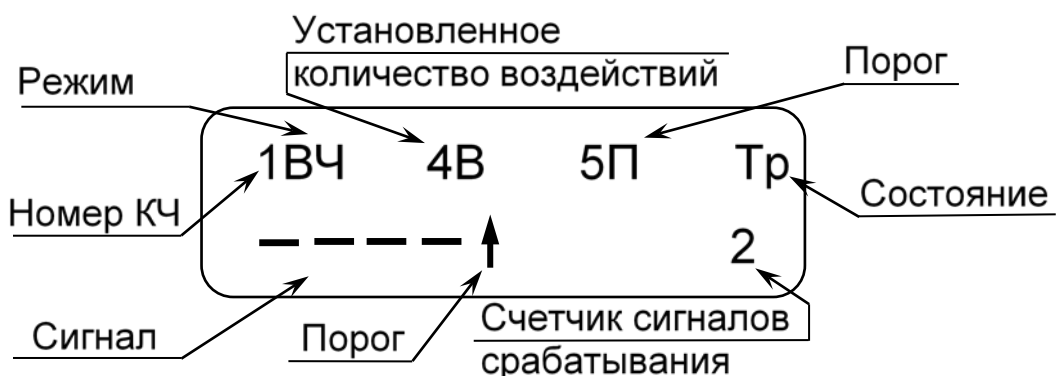 Установленное
количество воздействий
Порог
Режим
1ВЧ 4В 5П Тр
Состояние
Номер КЧ
2
Счетчик сигналов
срабатывания
Сигнал
Порог